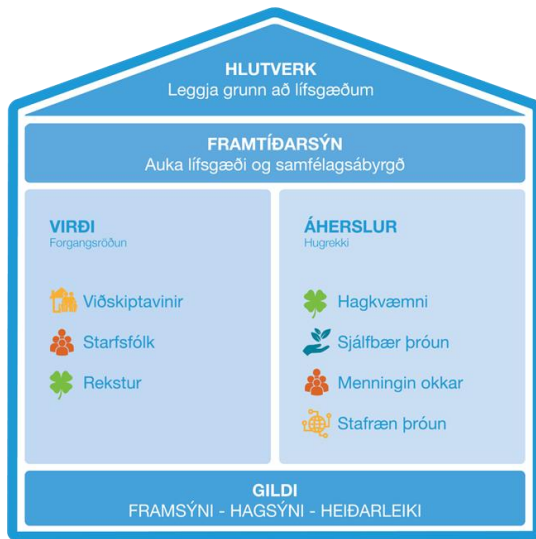 HLUTVERK
Leggja grunn að lífsgæðum
FRAMTÍÐARSÝN
Auka lífsgæði og samfélagsábyrgð
VIRÐI
Forgangsröðun
Viðskiptavinir
Starfsfólk
Rekstur
ÁHERSLUR
Hugrekki
Hagkvæmni
Sjálfbær þróun
Menningin okkar
Stafræn þróun
GILDI
FRAMSÝNI - HAGSÝNI - HEIÐARLEIKI